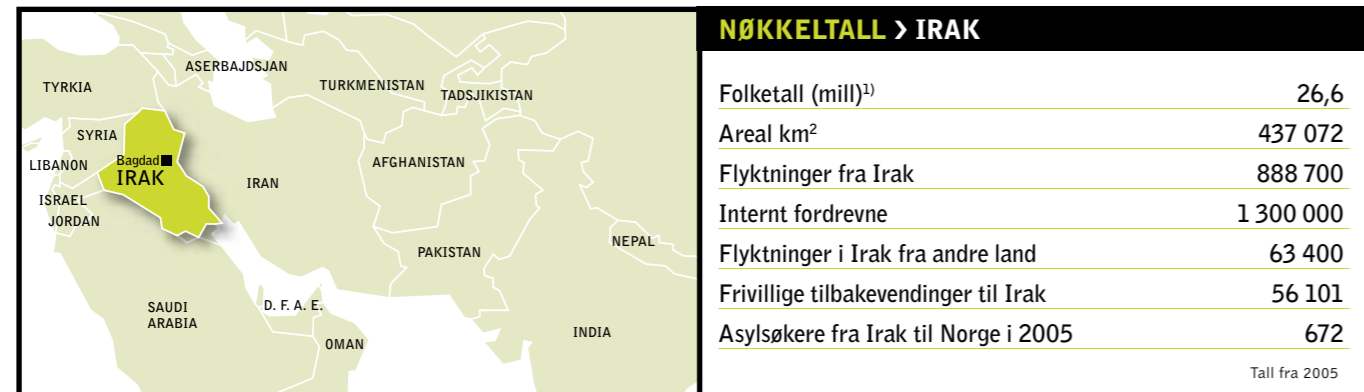 ASERBAJDSJAN
TYRKIA
TURKMENISTAN
TADSJIKISTAN
SYRIA
LIBANON
Bagdad
IRAK
AFGHANISTAN
IRAN
ISRAEL
JORDAN
NEPAL
PAKISTAN
SAUDI
ARABIA
D. F. A. E.
OMAN
INDIA
NØKKELTALL > IRAK
Folketall (mill)1) 26,6
Areal km² 437 072
Flyktninger fra Irak 888 700
Internt fordrevne 1 300 000
Flyktninger i Irak fra andre land 63 400
Frivillige tilbakevendinger til Irak 56 101
Asylsøkere fra Irak til Norge i 2005 672
Tall fra 2005